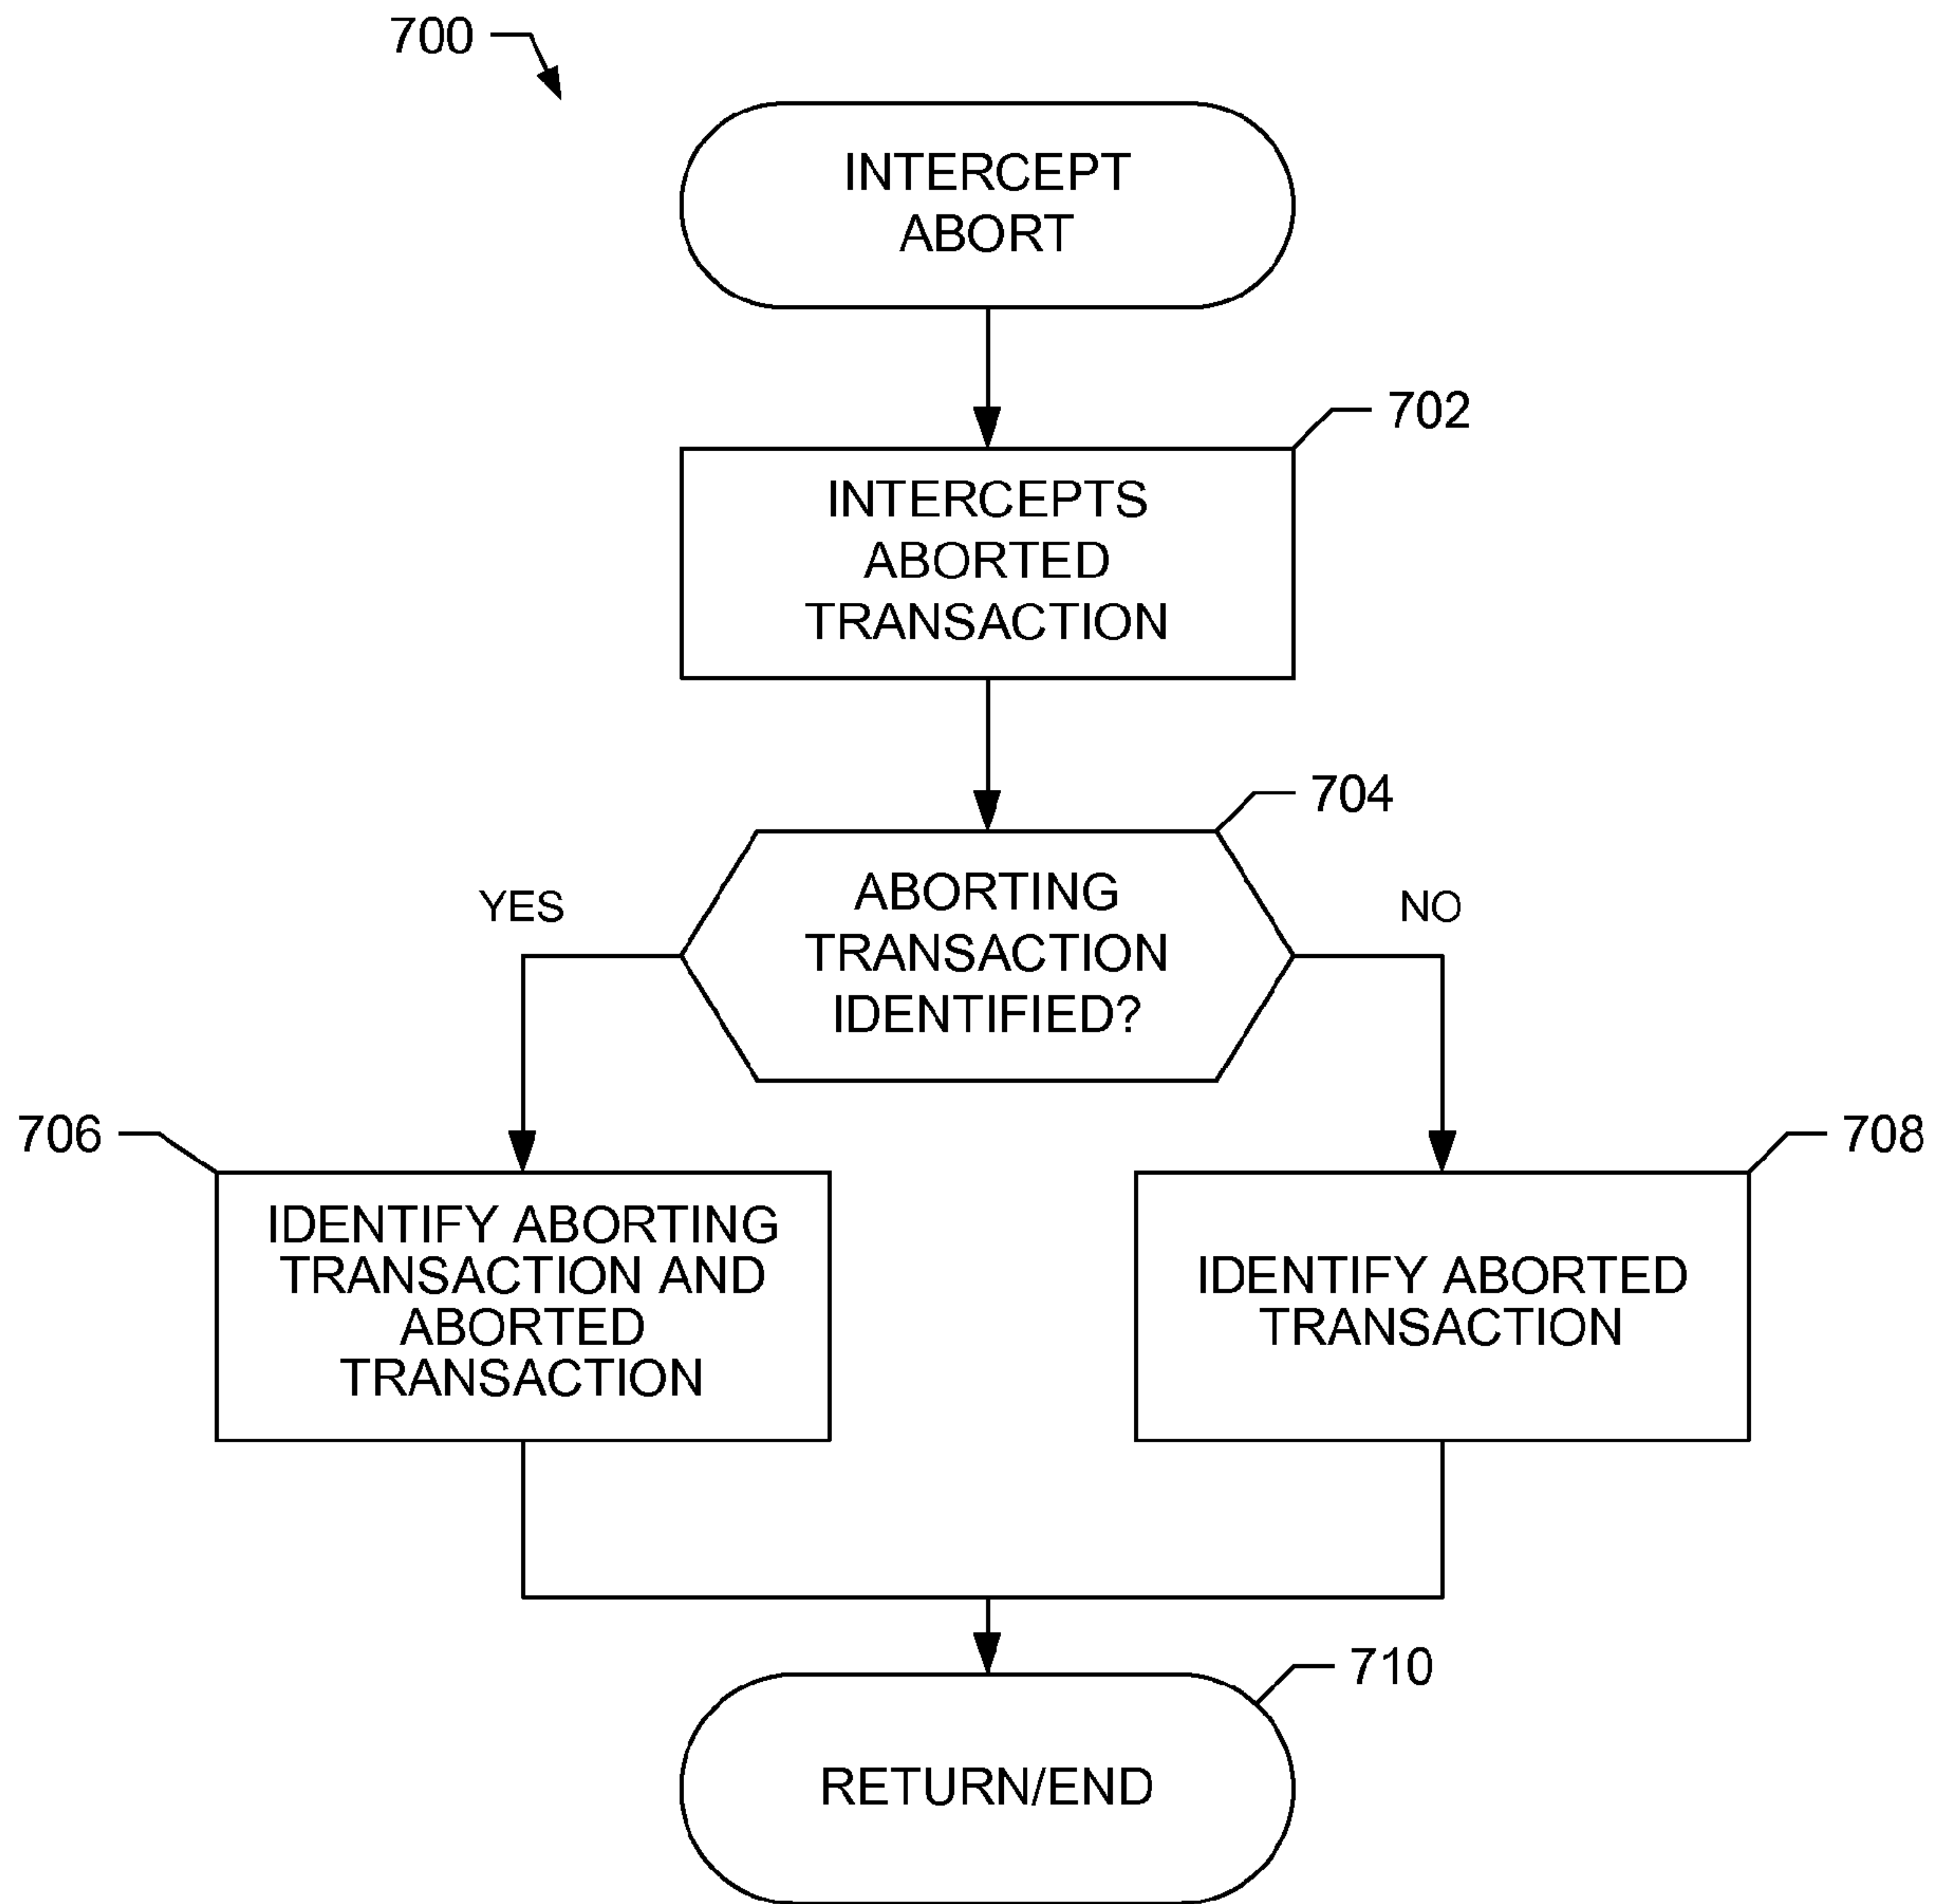 700
INTERCEPT
ABORT
702
INTERCEPTS
ABORTED
TRANSACTION
704
YES
ABORTING
TRANSACTION
IDENTIFIED?
NO
706
IDENTIFY ABORTING
TRANSACTION AND
ABORTED
TRANSACTION
708
IDENTIFY ABORTED
TRANSACTION
710
RETURN/END